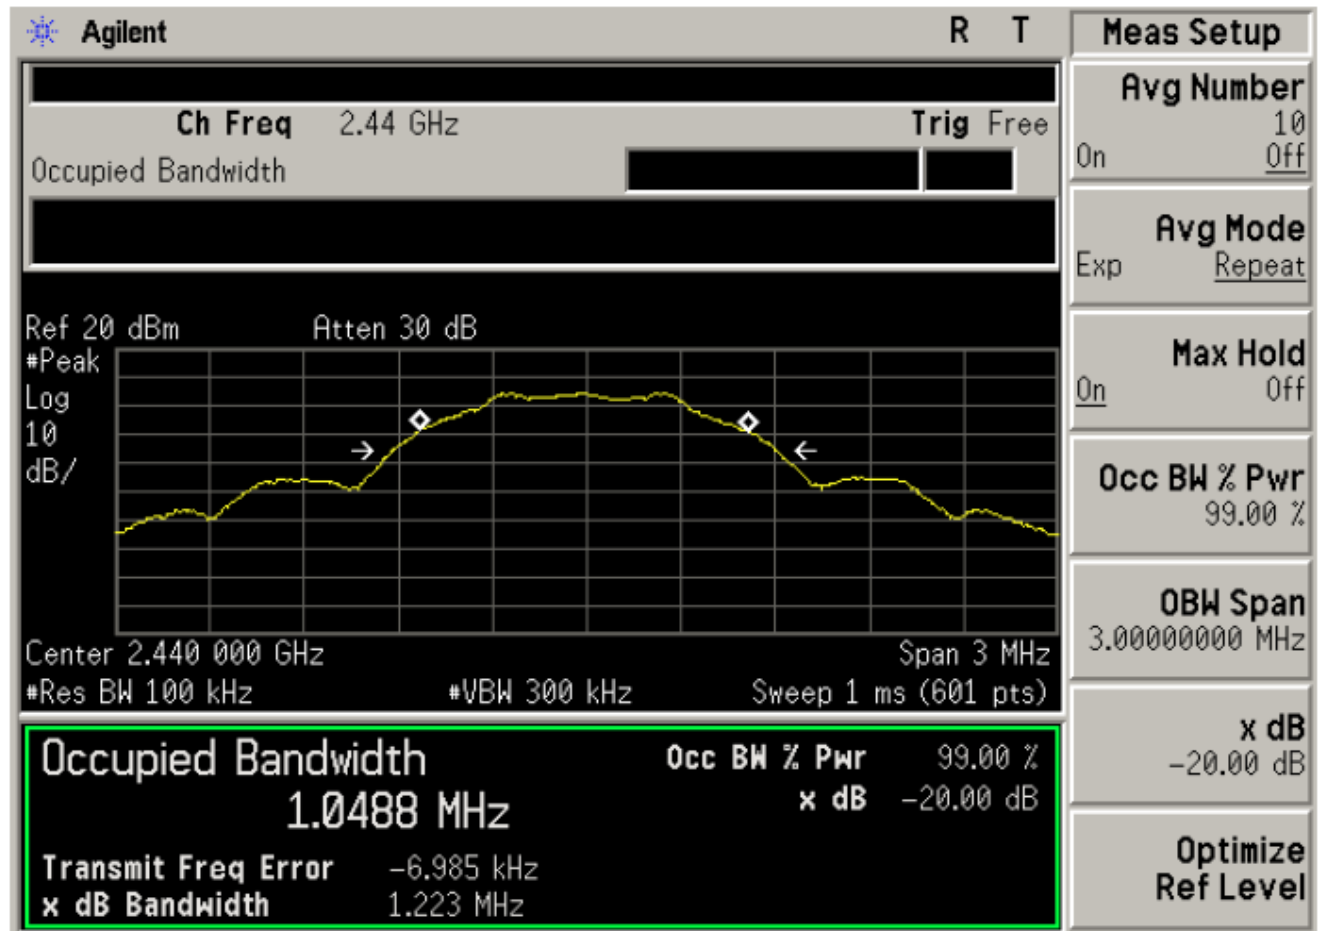 Agilent
R T
Meas Setup
Ch Freq 2.44 GHz
Trig Free
Occupied Bandwidth
Ref 20 dBm
Atten 30 dB
#Peak
Log
10
dB/
Center 2.440 000 GHz
Span 3 MHz
#Res BW 100 kHz
#VBW 300 kHz
Sweep 1 ms (601 pts)
Occupied Bandwidth
1.0488 MHz
Occ BW % Pwr 99.00 %
x dB -20.00 dB
Transmit Freq Error -6.985 kHz
x dB Bandwidth 1.223 MHz
Avg Number
10
On Off
Avg Mode
Exp Repeat
Max Hold
On Off
Occ BW % Pwr
99.00 %
OBW Span
3.00000000 MHz
x dB
-20.00 dB
Optimize
Ref Level